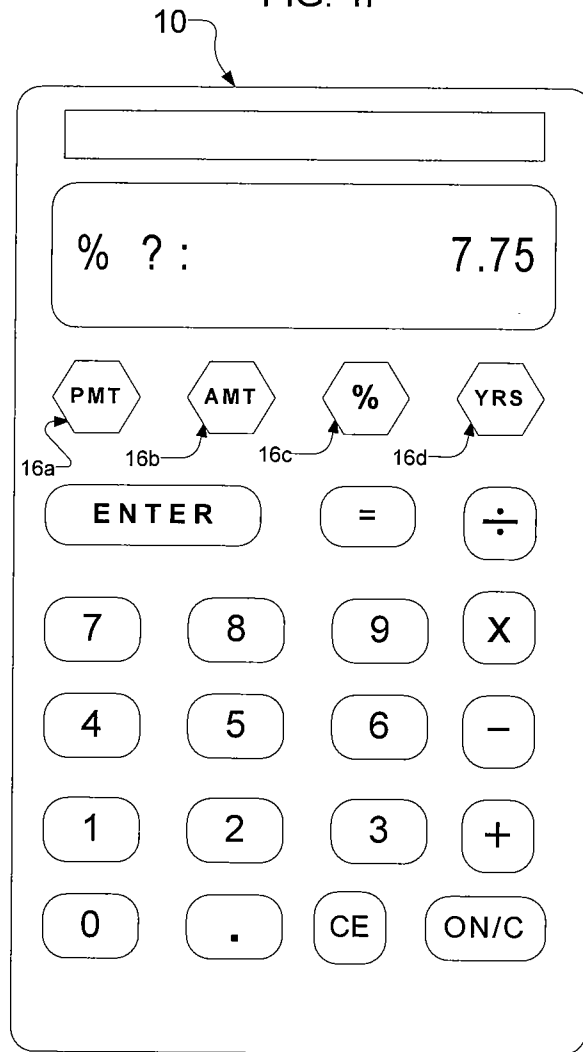 10
% ? : 7.75
PMT AMT % YRS
16a 16b 16c 16d
ENTER = ÷
7 8 9 X
4 5 6 −
1 2 3 +
0 . CE ON/C